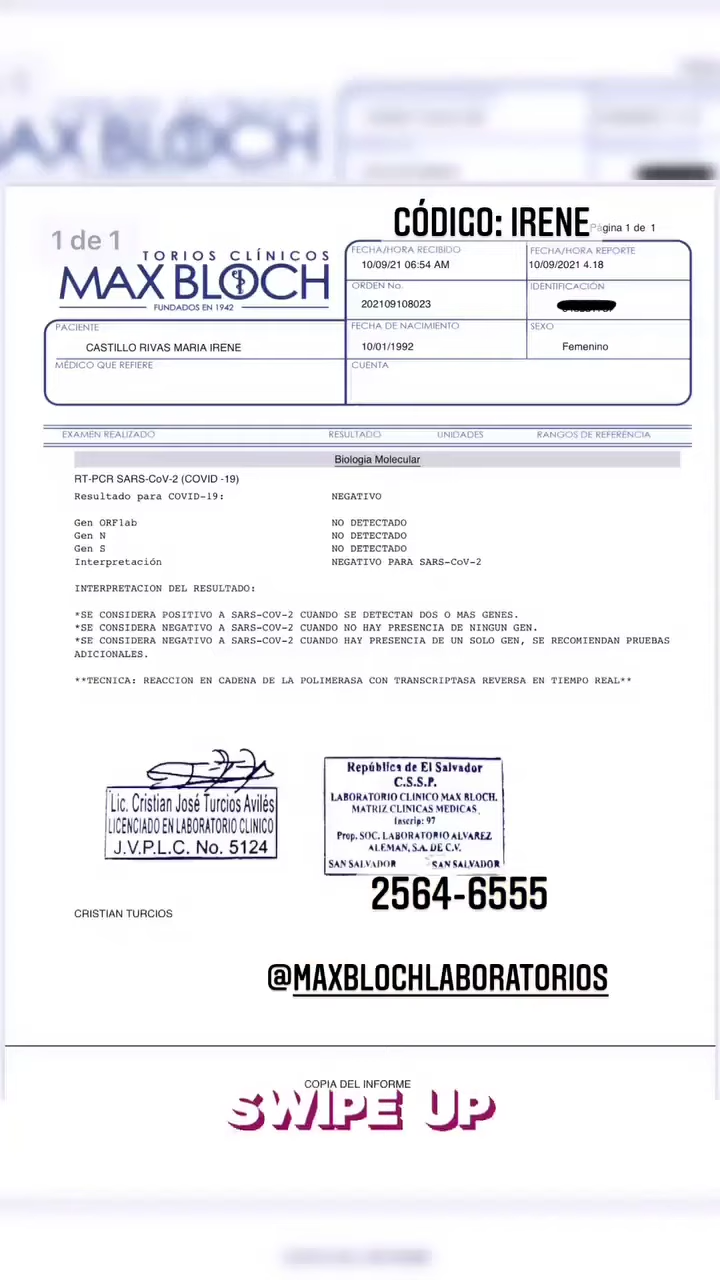 CÓDIGO: IRENE
Página 1 de 1
1 de 1
TORIOS CLÍNICOS
MAX BLOCH
FUNDADOS EN 1942
FECHA/HORA RECIBIDO
10/09/21 06:54 AM
FECHA/HORA REPORTE
10/09/2021 4.18
ORDEN No.
202109108023
IDENTIFICACIÓN
PACIENTE
CASTILLO RIVAS MARIA IRENE
FECHA DE NACIMIENTO
10/01/1992
SEXO
Femenino
MÉDICO QUE REFIERE
CUENTA
EXAMEN REALIZADO RESULTADO UNIDADES RANGOS DE REFERENCIA
Biología Molecular
RT-PCR SARS-CoV-2 (COVID -19)
Resultado para COVID-19: NEGATIVO
Gen ORF1ab NO DETECTADO
Gen N NO DETECTADO
Gen S NO DETECTADO
Interpretación NEGATIVO PARA SARS-CoV-2
INTERPRETACION DEL RESULTADO:
*SE CONSIDERA POSITIVO A SARS-COV-2 CUANDO SE DETECTAN DOS O MAS GENES.
*SE CONSIDERA NEGATIVO A SARS-COV-2 CUANDO NO HAY PRESENCIA DE NINGUN GEN.
*SE CONSIDERA NEGATIVO A SARS-COV-2 CUANDO HAY PRESENCIA DE UN SOLO GEN, SE RECOMIENDAN PRUEBAS
ADICIONALES.
**TECNICA: REACCION EN CADENA DE LA POLIMERASA CON TRANSCRIPTASA REVERSA EN TIEMPO REAL**
Lic. Cristian José Turcios Avilés
LICENCIADO EN LABORATORIO CLINICO
J.V.P.L.C. No. 5124
República de El Salvador
C.S.S.P.
LABORATORIO CLINICO MAX BLOCH.
MATRIZ CLINICAS MEDICAS
Inscrip: 97
Prop. SOC. LABORATORIO ALVAREZ
ALEMAN, S.A. DE C.V.
SAN SALVADOR SAN SALVADOR
2564-6555
CRISTIAN TURCIOS
@MAXBLOCHLABORATORIOS
COPIA DEL INFORME
SWIPE UP